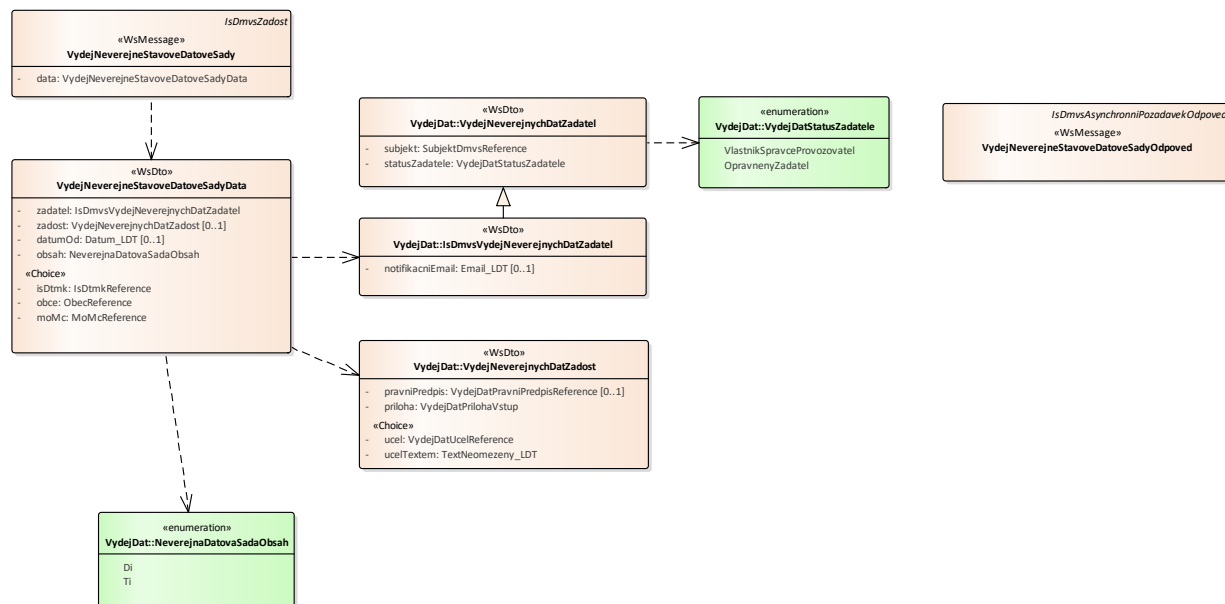 IsDmvsZadost
«WsMessage»
VydejNeverejneStavoveDatoveSady
- data: VydejNeverejneStavoveDatoveSadyData
«WsDto»
VydejNeverejneStavoveDatoveSadyData
- zadatel: IsDmvsVydejNeverejnychDatZadatel
- zadost: VydejNeverejnychDatZadost [0..1]
- datumOd: Datum_LDT [0..1]
- obsah: NeverejnaDatovaSadaObsah
«Choice»
- isDtmk: IsDtmkReference
- obce: ObecReference
- moMc: MoMcReference
«WsDto»
VydejDat::VydejNeverejnychDatZadatel
- subjekt: SubjektDmvsReference
- statusZadatele: VydejDatStatusZadatele
«enumeration»
VydejDat::VydejDatStatusZadatele
VlastnikSpravceProvozovatel
OpravnenyZadatel
IsDmvsAsynchronniPozadavekOdpoved
«WsMessage»
VydejNeverejneStavoveDatoveSadyOdpoved
«WsDto»
VydejDat::IsDmvsVydejNeverejnychDatZadatel
- notifikacniEmail: Email_LDT [0..1]
«WsDto»
VydejDat::VydejNeverejnychDatZadost
- pravniPredpis: VydejDatPravniPredpisReference [0..1]
- priloha: VydejDatPrilohaVstup
«Choice»
- ucel: VydejDatUcelReference
- ucelTextem: TextNeomezeny_LDT
«enumeration»
VydejDat::NeverejnaDatovaSadaObsah
Di
Ti